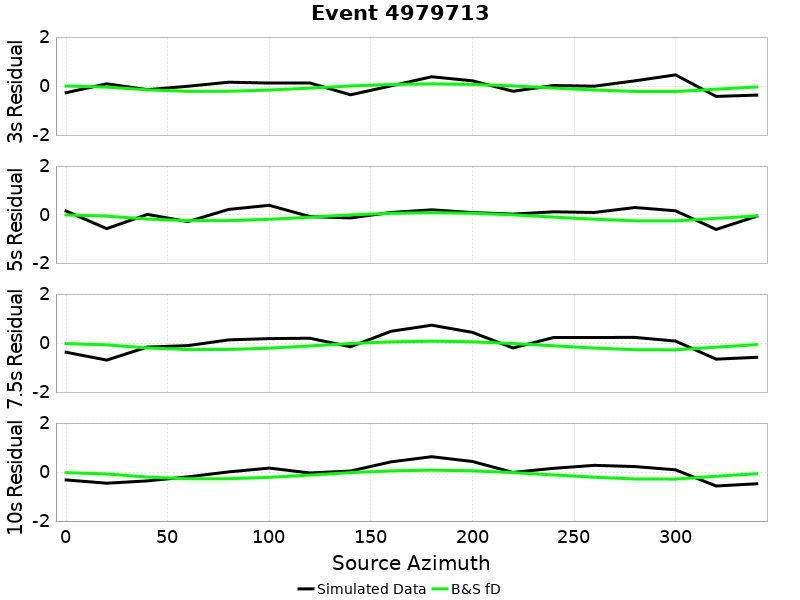 Event 4979713
3s Residual
2
0
-2
5s Residual
2
0
-2
7.5s Residual
2
0
-2
10s Residual
2
0
-2
0 50 100 150 200 250 300
Source Azimuth
Simulated Data B&S fD